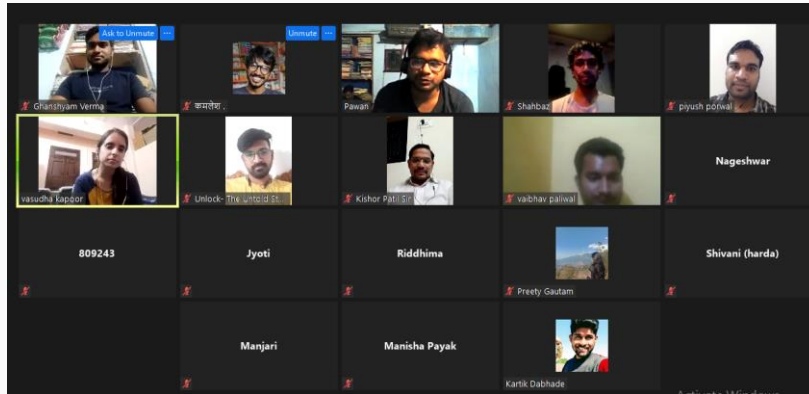 Ask to Unmute
Unmute
Ghanshyam Verma
कमलेश .
Pawan
Shahbaz
piyush porwal
vasudha kapoor
Unlock- The Untold St...
Kishor Patil Sir
vaibhav paliwal
Nageshwar
809243
Jyoti
Riddhima
Preety Gautam
Shivani (harda)
Manjari
Manisha Payak
Kartik Dabhade
Activate Windows